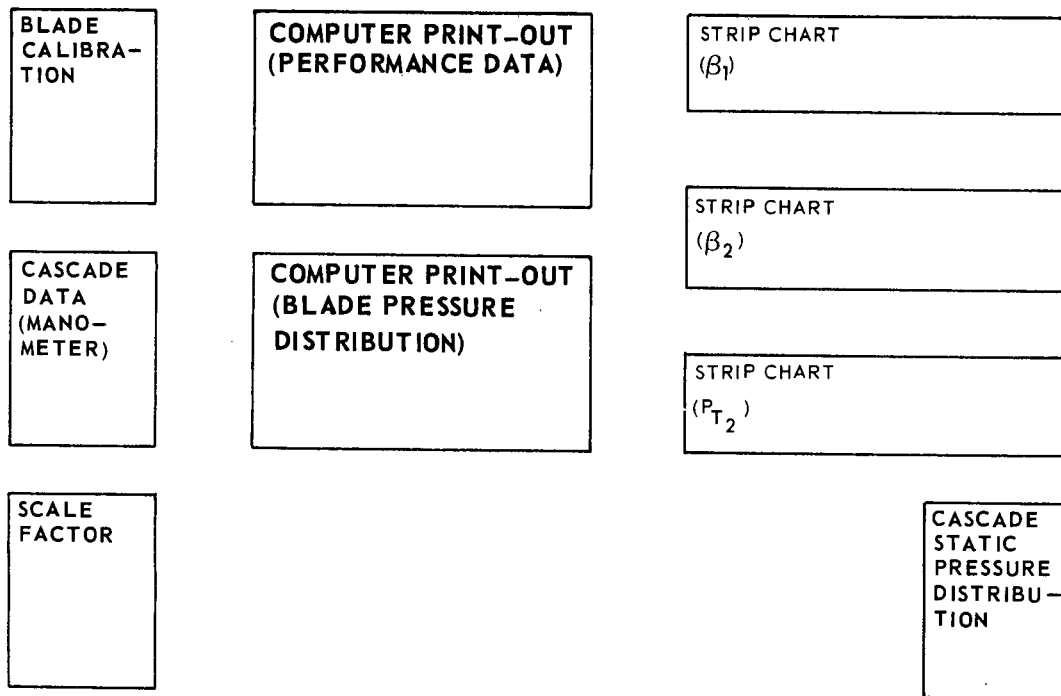 BLADE
CALIBRA-
TION
COMPUTER PRINT-OUT
(PERFORMANCE DATA)
STRIP CHART
(β1)
STRIP CHART
(β2)
CASCADE
DATA
(MANO-
METER)
COMPUTER PRINT-OUT
(BLADE PRESSURE
DISTRIBUTION)
STRIP CHART
(PT2)
SCALE
FACTOR
CASCADE
STATIC
PRESSURE
DISTRIBU-
TION